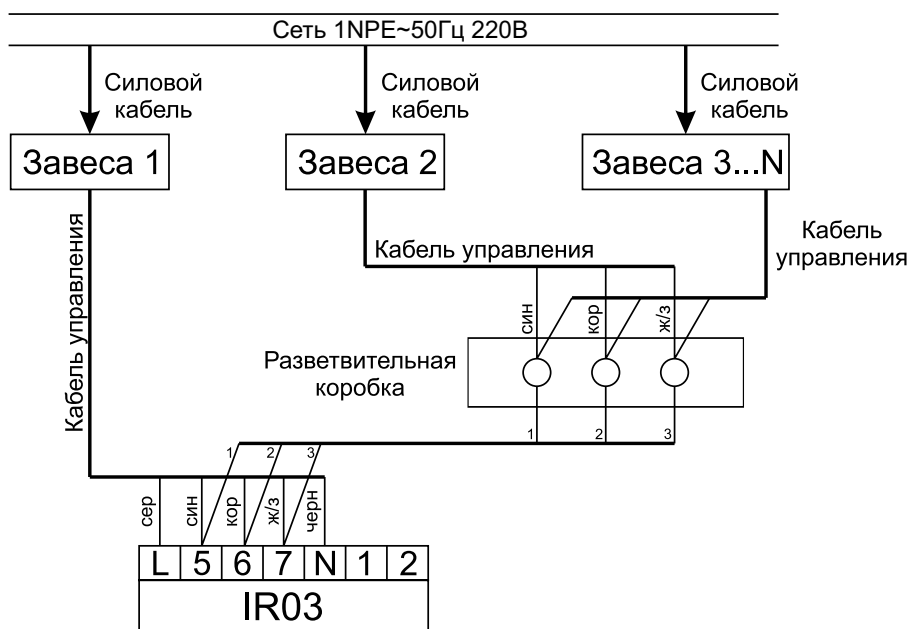 Сеть 1NPE~50Гц 220В
Силовой
кабель
Силовой
кабель
Силовой
кабель
Завеса 1
Завеса 2
Завеса 3...N
Кабель управления
Кабель управления
Кабель
управления
син
кор
ж/з
Разветвительная
коробка
1
2
3
1
2
3
сер
син
кор
ж/з
черн
L 5 6 7 N 1 2
IR03